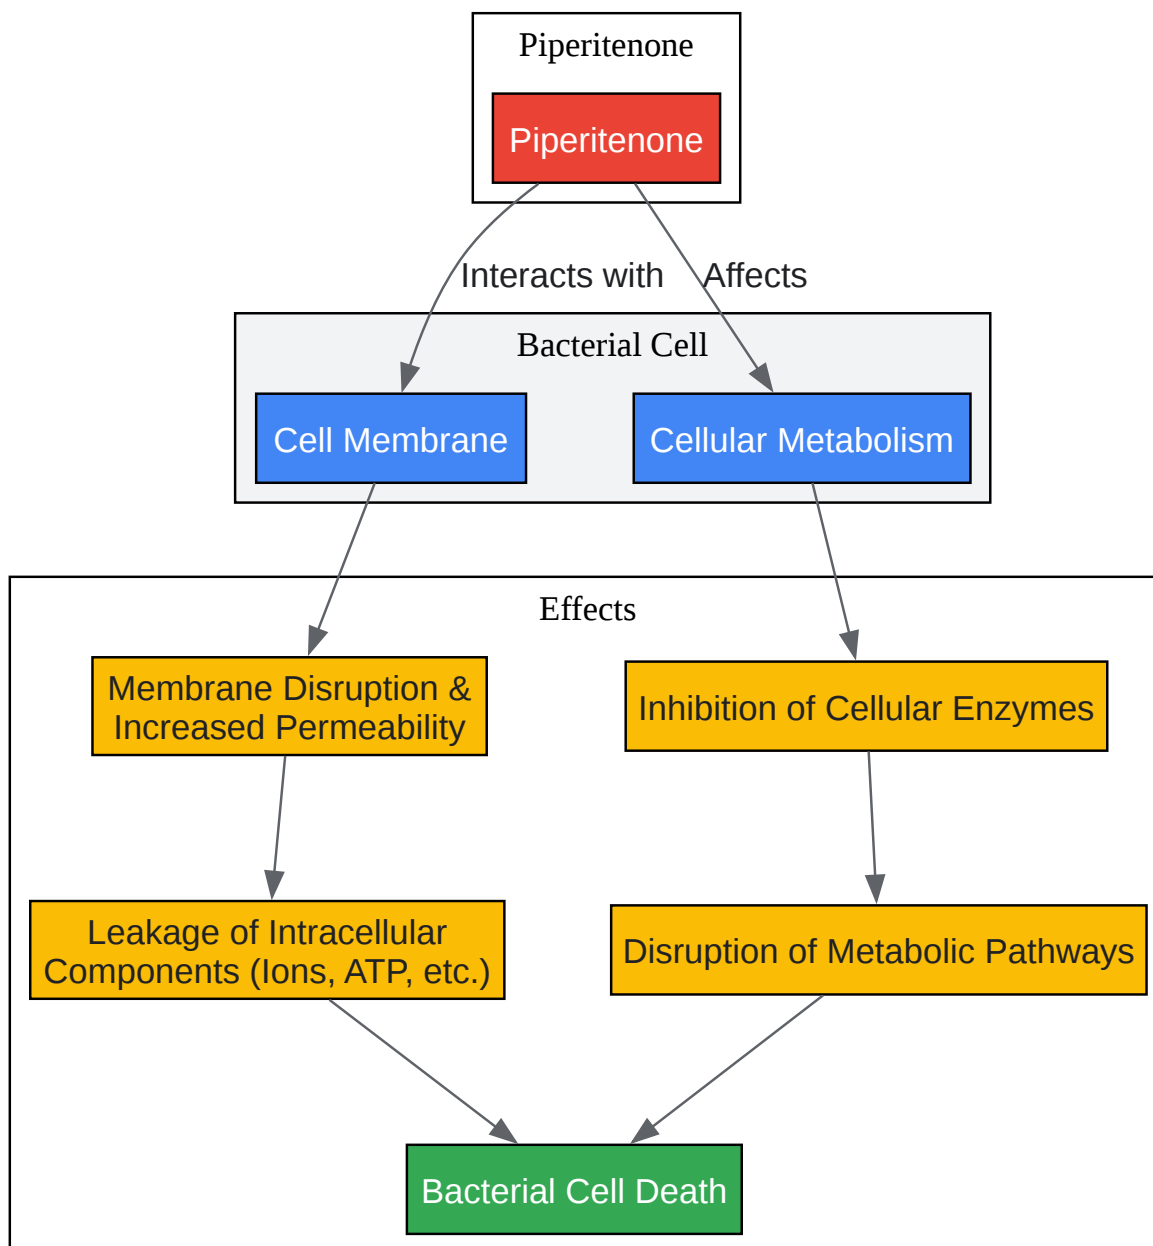 Piperitenone
Piperitenone
Interacts with
Affects
Bacterial Cell
Cell Membrane
Cellular Metabolism
Effects
Membrane Disruption &
Increased Permeability
Inhibition of Cellular Enzymes
Leakage of Intracellular
Components (Ions, ATP, etc.)
Disruption of Metabolic Pathways
Bacterial Cell Death